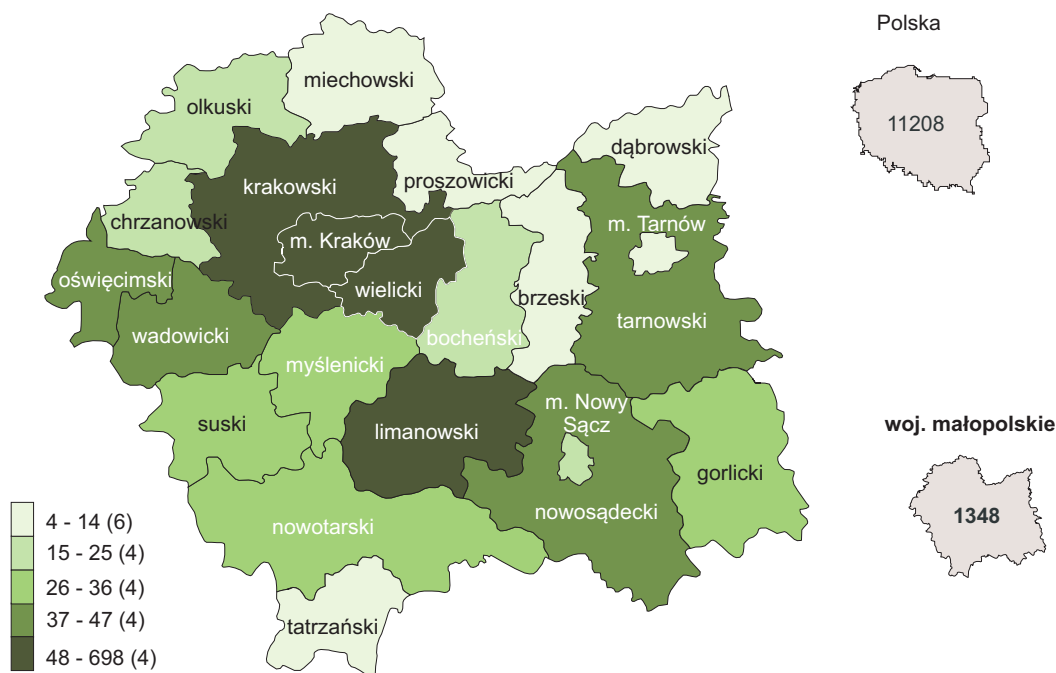 Polska
11208
miechowski
olkuski
dąbrowski
krakowski
proszowicki
chrzanowski
m. Tarnów
m. Kraków
oświęcimski
wielicki
brzeski
tarnowski
wadowicki
bocheński
myślenicki
m. Nowy
Sącz
suski
limanowski
gorlicki
nowotarski
nowosądecki
tatrzański
woj. małopolskie
1348
4 - 14 (6)
15 - 25 (4)
26 - 36 (4)
37 - 47 (4)
48 - 698 (4)